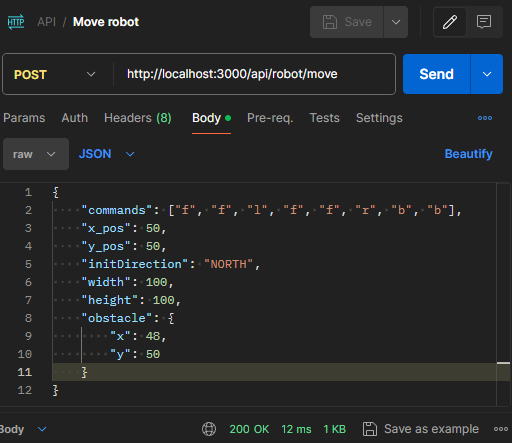 HTTP API / Move robot Save
POST http://localhost:3000/api/robot/move Send
Params Auth Headers (8) Body Pre-req. Tests Settings
raw JSON Beautify
1 {
2 "commands": ["f", "f", "l", "f", "f", "r", "b", "b"],
3 "x_pos": 50,
4 "y_pos": 50,
5 "initDirection": "NORTH",
6 "width": 100,
7 "height": 100,
8 "obstacle": {
9 "x": 48,
10 "y": 50
11 }
12 }
Body 200 OK 12 ms 1 KB Save as example